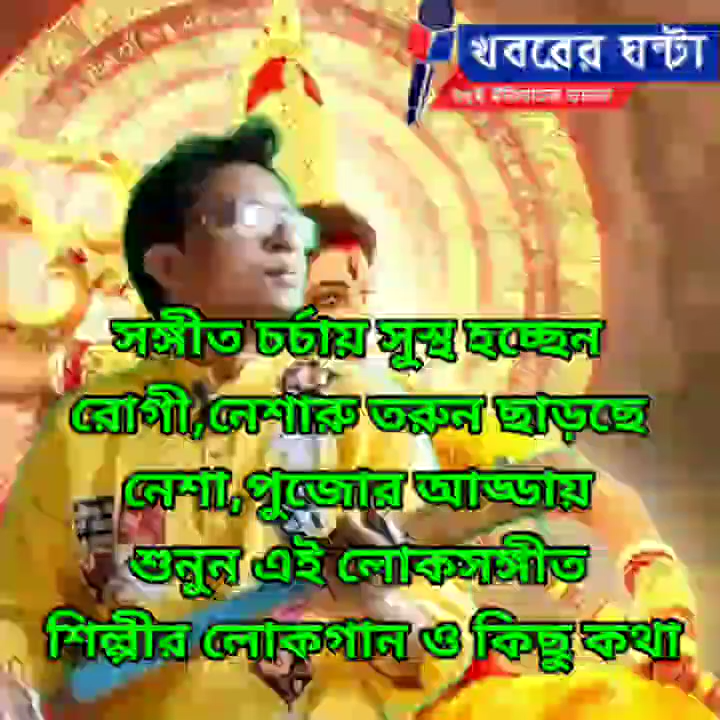 খবরের ঘন্টা
সঙ্গীত চর্চায় সুস্থ হচ্ছেন
রোগী,নেশারু তরুন ছাড়ছে
নেশা,পুজোর আড্ডায়
শুনুন এই লোকসঙ্গীত
শিল্পীর লোকগান ও কিছু কথা